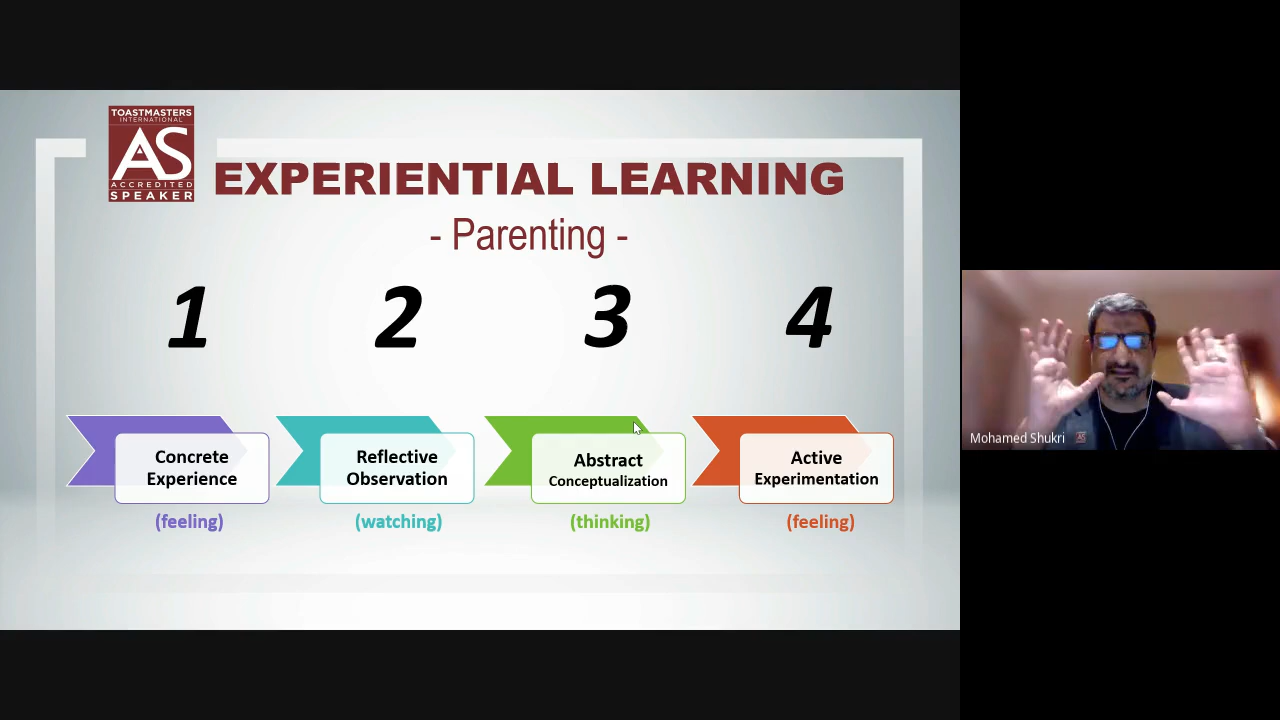 TOASTMASTERS
INTERNATIONAL
AS
ACCREDITED
SPEAKER
EXPERIENTIAL LEARNING
- Parenting -
1 2 3 4
Concrete
Experience
(feeling)
Reflective
Observation
(watching)
Abstract
Conceptualization
(thinking)
Active
Experimentation
(feeling)
Mohamed Shukri